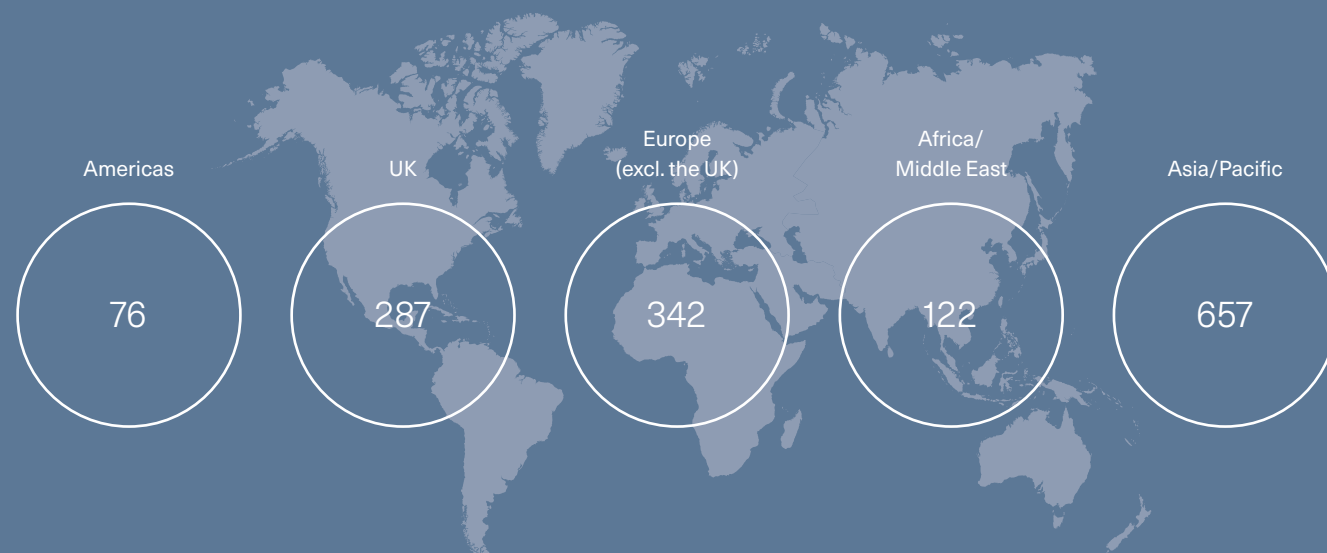 Americas
UK
Europe
(excl. the UK)
Africa/
Middle East
Asia/Pacific
76
287
342
122
657